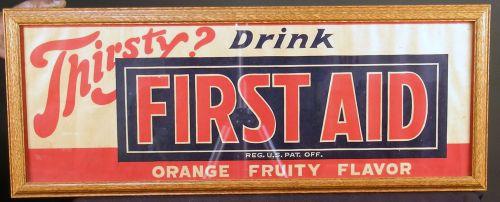 Thirsty? Drink
FIRST AID
REG. U.S. PAT. OFF.
ORANGE FRUITY FLAVOR